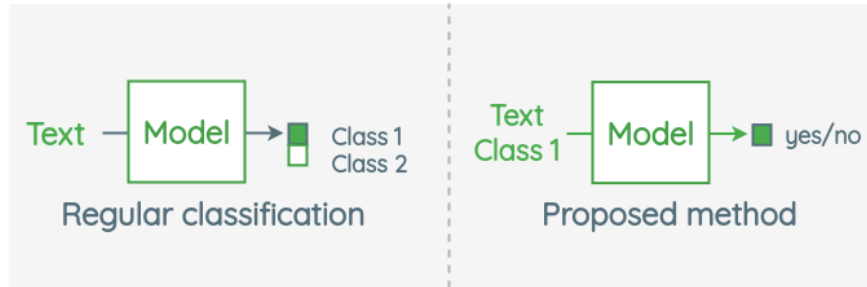 Text
Model
Class 1
Class 2
Regular classification
Text
Class 1
Model
yes/no
Proposed method